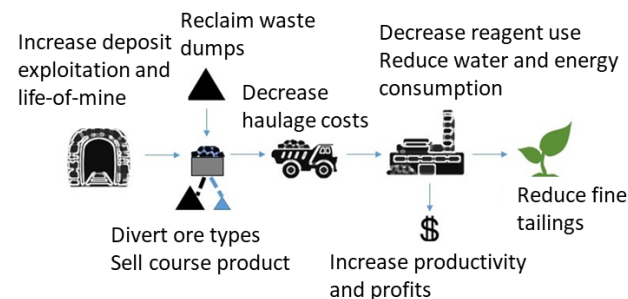 Increase deposit
exploitation and
life-of-mine
Reclaim waste
dumps
Decrease
haulage costs
Decrease reagent use
Reduce water and energy
consumption
Divert ore types
Sell course product
$
Increase productivity
and profits
Reduce fine
tailings